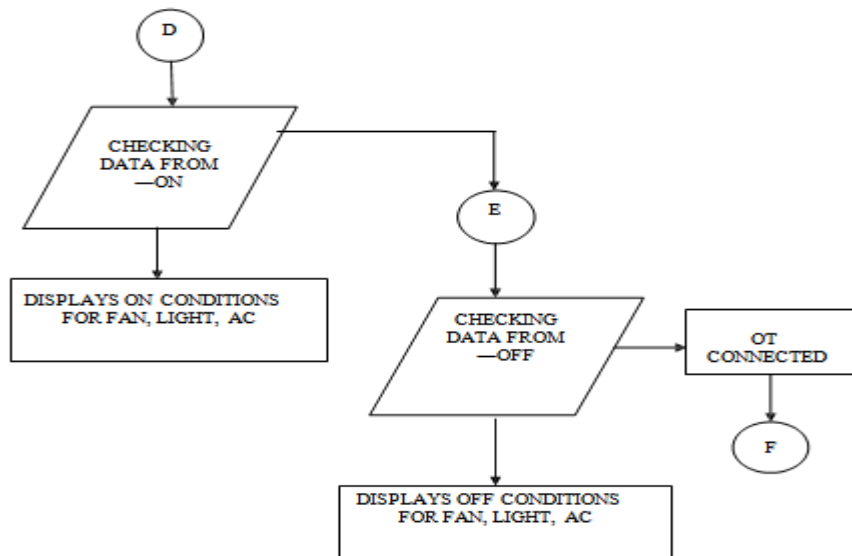 D
CHECKING
DATA FROM
—ON
E
DISPLAYS ON CONDITIONS
FOR FAN, LIGHT, AC
CHECKING
DATA FROM
—OFF
OT
CONNECTED
F
DISPLAYS OFF CONDITIONS
FOR FAN, LIGHT, AC